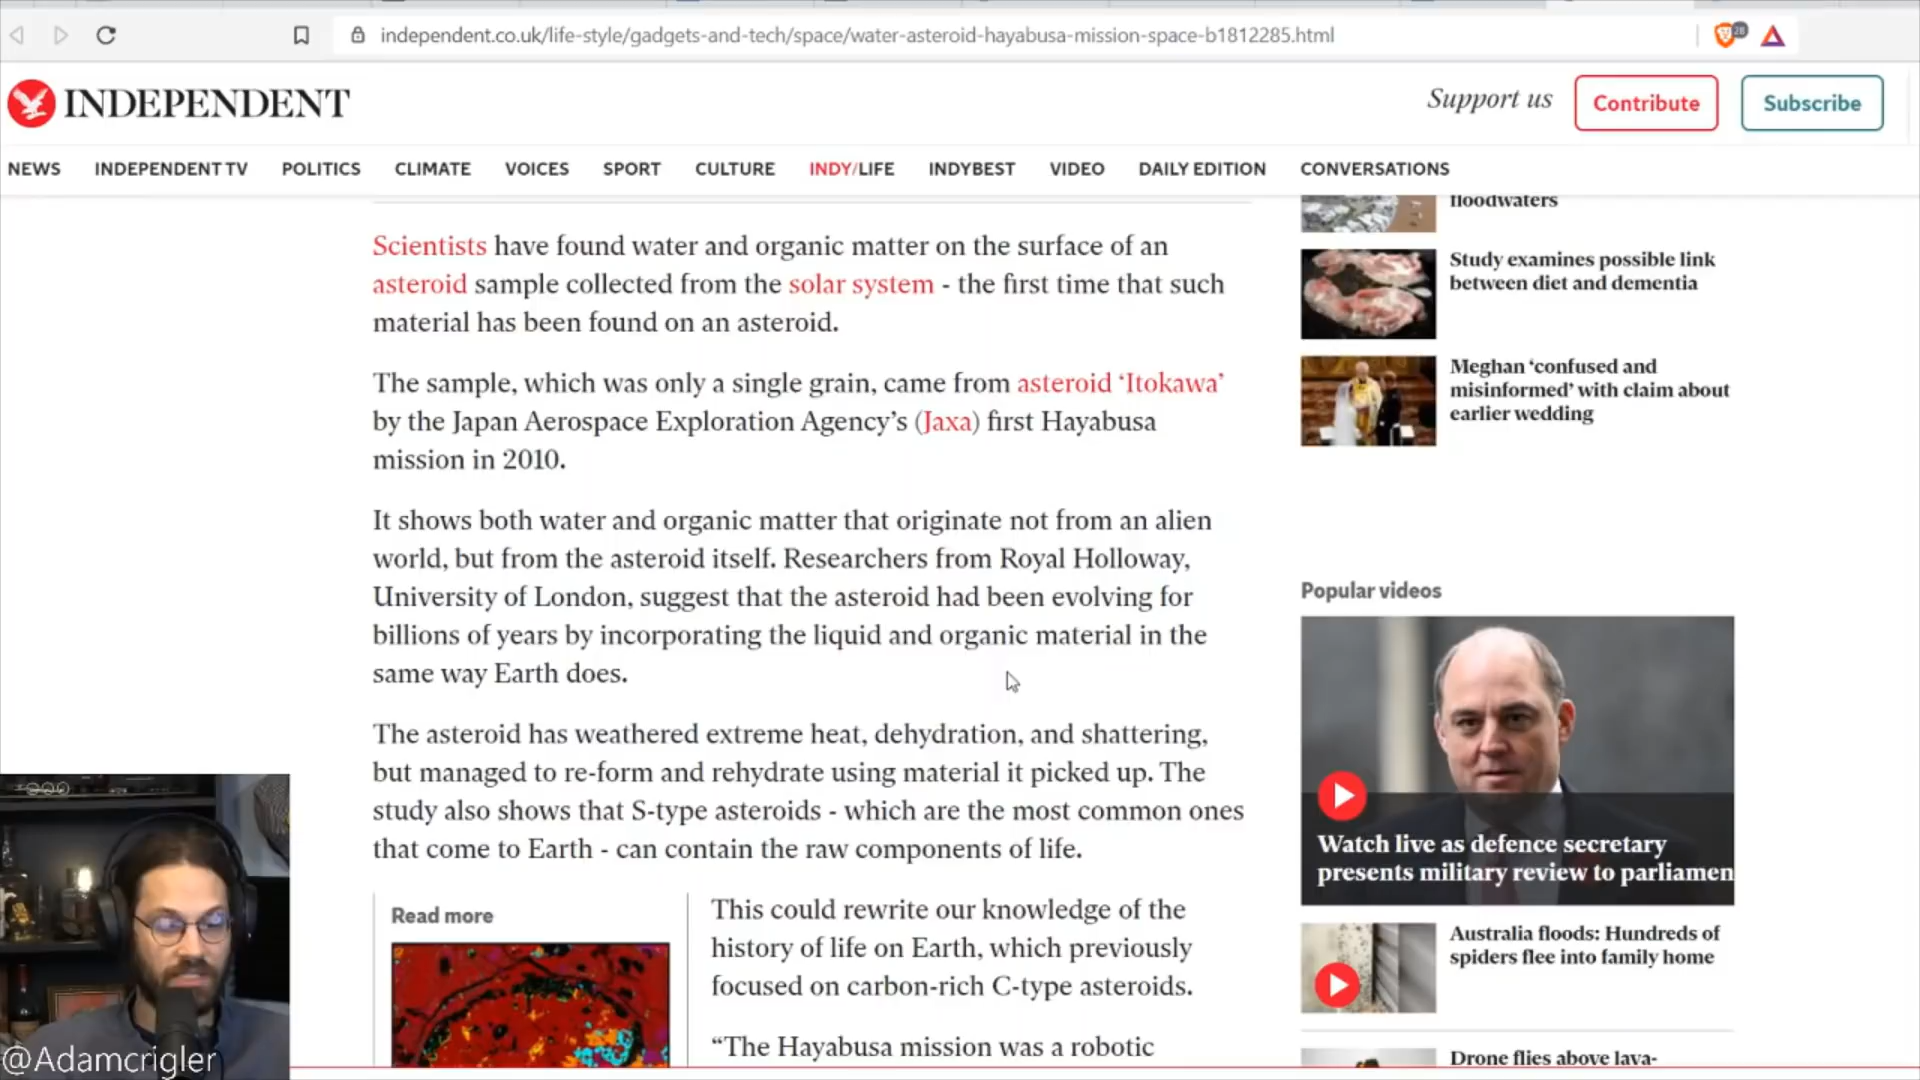 independent.co.uk/life-style/gadgets-and-tech/space/water-asteroid-hayabusa-mission-space-b1812285.html
28
INDEPENDENT
Support us
Contribute
Subscribe
NEWS
INDEPENDENT TV
POLITICS
CLIMATE
VOICES
SPORT
CULTURE
INDY/LIFE
INDYBEST
VIDEO
DAILY EDITION
CONVERSATIONS
Scientists have found water and organic matter on the surface of an
asteroid sample collected from the solar system - the first time that such
material has been found on an asteroid.
The sample, which was only a single grain, came from asteroid ‘Itokawa’
by the Japan Aerospace Exploration Agency’s (Jaxa) first Hayabusa
mission in 2010.
It shows both water and organic matter that originate not from an alien
world, but from the asteroid itself. Researchers from Royal Holloway,
University of London, suggest that the asteroid had been evolving for
billions of years by incorporating the liquid and organic material in the
same way Earth does.
The asteroid has weathered extreme heat, dehydration, and shattering,
but managed to re-form and rehydrate using material it picked up. The
study also shows that S-type asteroids - which are the most common ones
that come to Earth - can contain the raw components of life.
Read more
This could rewrite our knowledge of the
history of life on Earth, which previously
focused on carbon-rich C-type asteroids.
“The Hayabusa mission was a robotic
floodwaters
Study examines possible link
between diet and dementia
Meghan ‘confused and
misinformed’ with claim about
earlier wedding
Popular videos
Watch live as defence secretary
presents military review to parliamen
Australia floods: Hundreds of
spiders flee into family home
Drone flies above lava-
@Adamcrigler